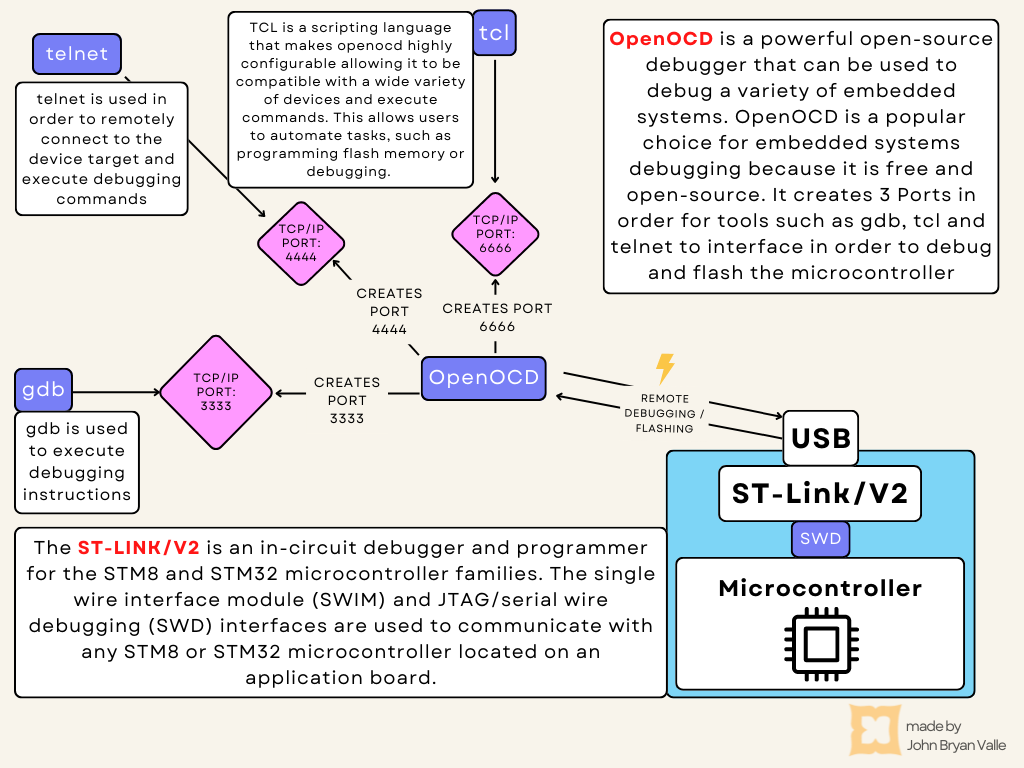 telnet
telnet is used in
order to remotely
connect to the
device target and
execute debugging
commands
TCL is a scripting language
that makes openocd highly
configurable allowing it to be
compatible with a wide variety
of devices and execute
commands. This allows users
to automate tasks, such as
programming flash memory or
debugging.
tcl
OpenOCD is a powerful open-source
debugger that can be used to
debug a variety of embedded
systems. OpenOCD is a popular
choice for embedded systems
debugging because it is free and
open-source. It creates 3 Ports in
order for tools such as gdb, tcl and
telnet to interface in order to debug
and flash the microcontroller
TCP/IP
PORT:
4444
TCP/IP
PORT:
6666
CREATES
PORT
4444
CREATES PORT
6666
gdb
gdb is used
to execute
debugging
instructions
TCP/IP
PORT:
3333
CREATES
PORT
3333
OpenOCD
REMOTE
DEBUGGING /
FLASHING
USB
ST-Link/V2
SWD
Microcontroller
The ST-LINK/V2 is an in-circuit debugger and programmer
for the STM8 and STM32 microcontroller families. The single
wire interface module (SWIM) and JTAG/serial wire
debugging (SWD) interfaces are used to communicate with
any STM8 or STM32 microcontroller located on an
application board.
made by
John Bryan Valle